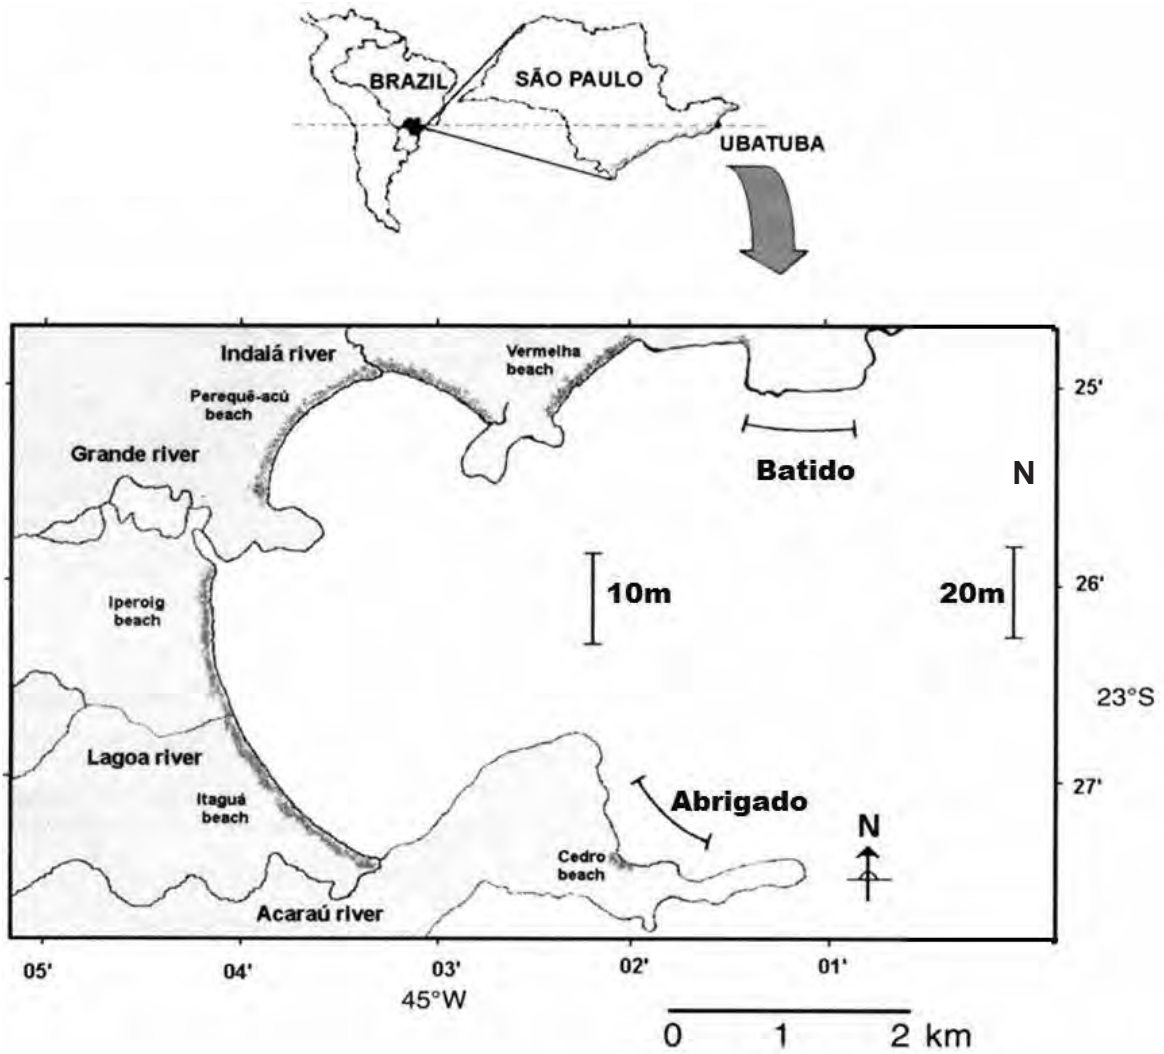 BRAZIL
SÃO PAULO
UBATUBA
Indaiá river
Vermelha
beach
Perequê-acú
beach
25'
Grande river
Batido
N
Iperoig
beach
10m
20m
26'
23°S
Lagoa river
Itaguá
beach
Abrigado
27'
N
Cedro
beach
Acaraú river
05'
04'
03'
02'
01'
45°W
0
1
2 km